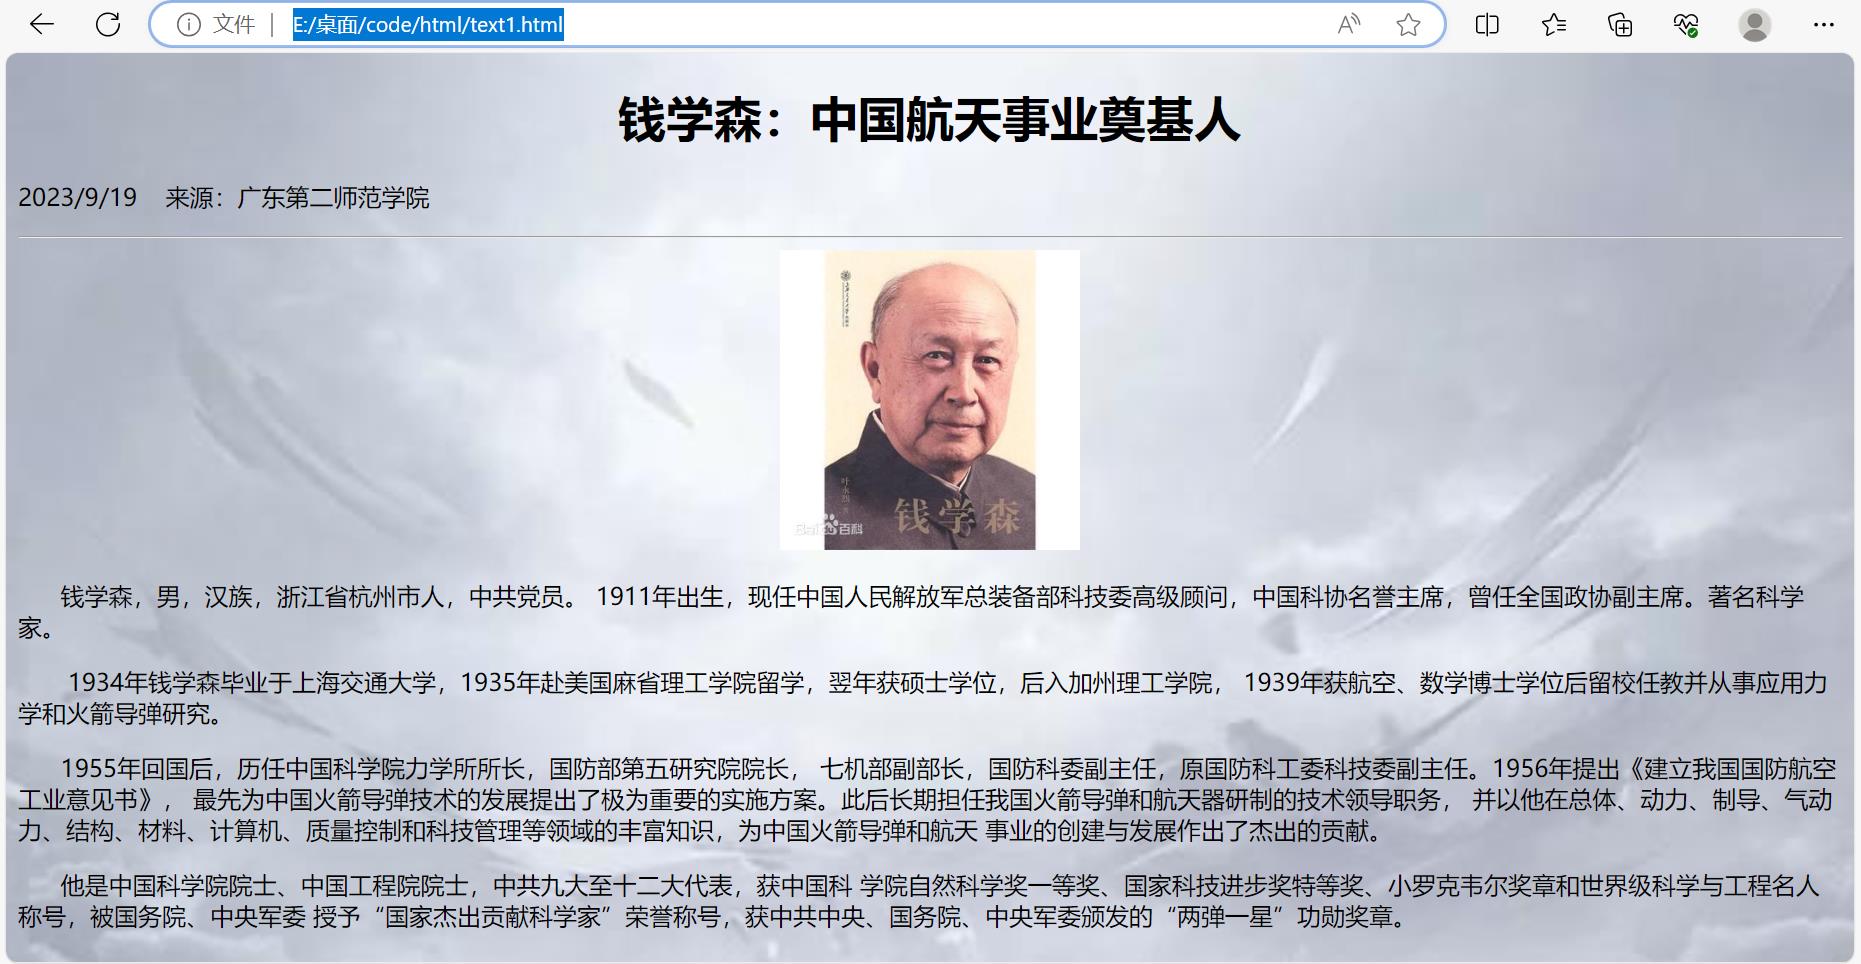 文件
E:/桌面/code/html/text1.html
钱学森：中国航天事业奠基人
2023/9/19 来源：广东第二师范学院
叶永烈
钱学森
Bai百科
钱学森，男，汉族，浙江省杭州市人，中共党员。 1911年出生，现任中国人民解放军总装备部科技委高级顾问，中国科协名誉主席，曾任全国政协副主席。著名科学
家。
1934年钱学森毕业于上海交通大学，1935年赴美国麻省理工学院留学，翌年获硕士学位，后入加州理工学院， 1939年获航空、数学博士学位后留校任教并从事应用力
学和火箭导弹研究。
1955年回国后，历任中国科学院力学所所长，国防部第五研究院院长， 七机部副部长，国防科委副主任，原国防科工委科技委副主任。1956年提出《建立我国国防航空
工业意见书》， 最先为中国火箭导弹技术的发展提出了极为重要的实施方案。此后长期担任我国火箭导弹和航天器研制的技术领导职务， 并以他在总体、动力、制导、气动
力、结构、材料、计算机、质量控制和科技管理等领域的丰富知识，为中国火箭导弹和航天 事业的创建与发展作出了杰出的贡献。
他是中国科学院院士、中国工程院院士，中共九大至十二大代表，获中国科 学院自然科学奖一等奖、国家科技进步奖特等奖、小罗克韦尔奖章和世界级科学与工程名人
称号，被国务院、中央军委 授予“国家杰出贡献科学家”荣誉称号，获中共中央、国务院、中央军委颁发的“两弹一星”功勋奖章。